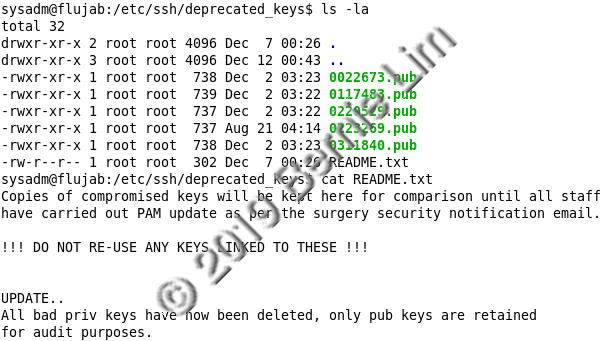 sysadm@flujab:/etc/ssh/deprecated_keys$ ls -la
total 32
drwxr-xr-x 2 root root 4096 Dec  7 00:26 .
drwxr-xr-x 3 root root 4096 Dec 12 00:43 ..
-rwxr-xr-x 1 root root  738 Dec  2 03:23 0022673.pub
-rwxr-xr-x 1 root root  739 Dec  2 03:22 0117483.pub
-rwxr-xr-x 1 root root  737 Dec  2 03:22
-rwxr-xr-x 1 root root  737 Aug 21 04:14 0223269.pub
-rwxr-xr-x 1 root root  738 Dec  2 03:23 0311840.pub
-rw-r--r-- 1 root root  302 Dec  7 00:26 README.txt
sysadm@flujab:/etc/ssh/deprecated_keys$ cat README.txt
Copies of compromised keys will be kept here for comparison until all staff
have carried out PAM update as per the surgery security notification email.
!!! DO NOT RE-USE ANY KEYS LINKED TO THESE !!!
UPDATE..
All bad priv keys have now been deleted, only pub keys are retained
for audit purposes.
© 2019 Bernie Lim